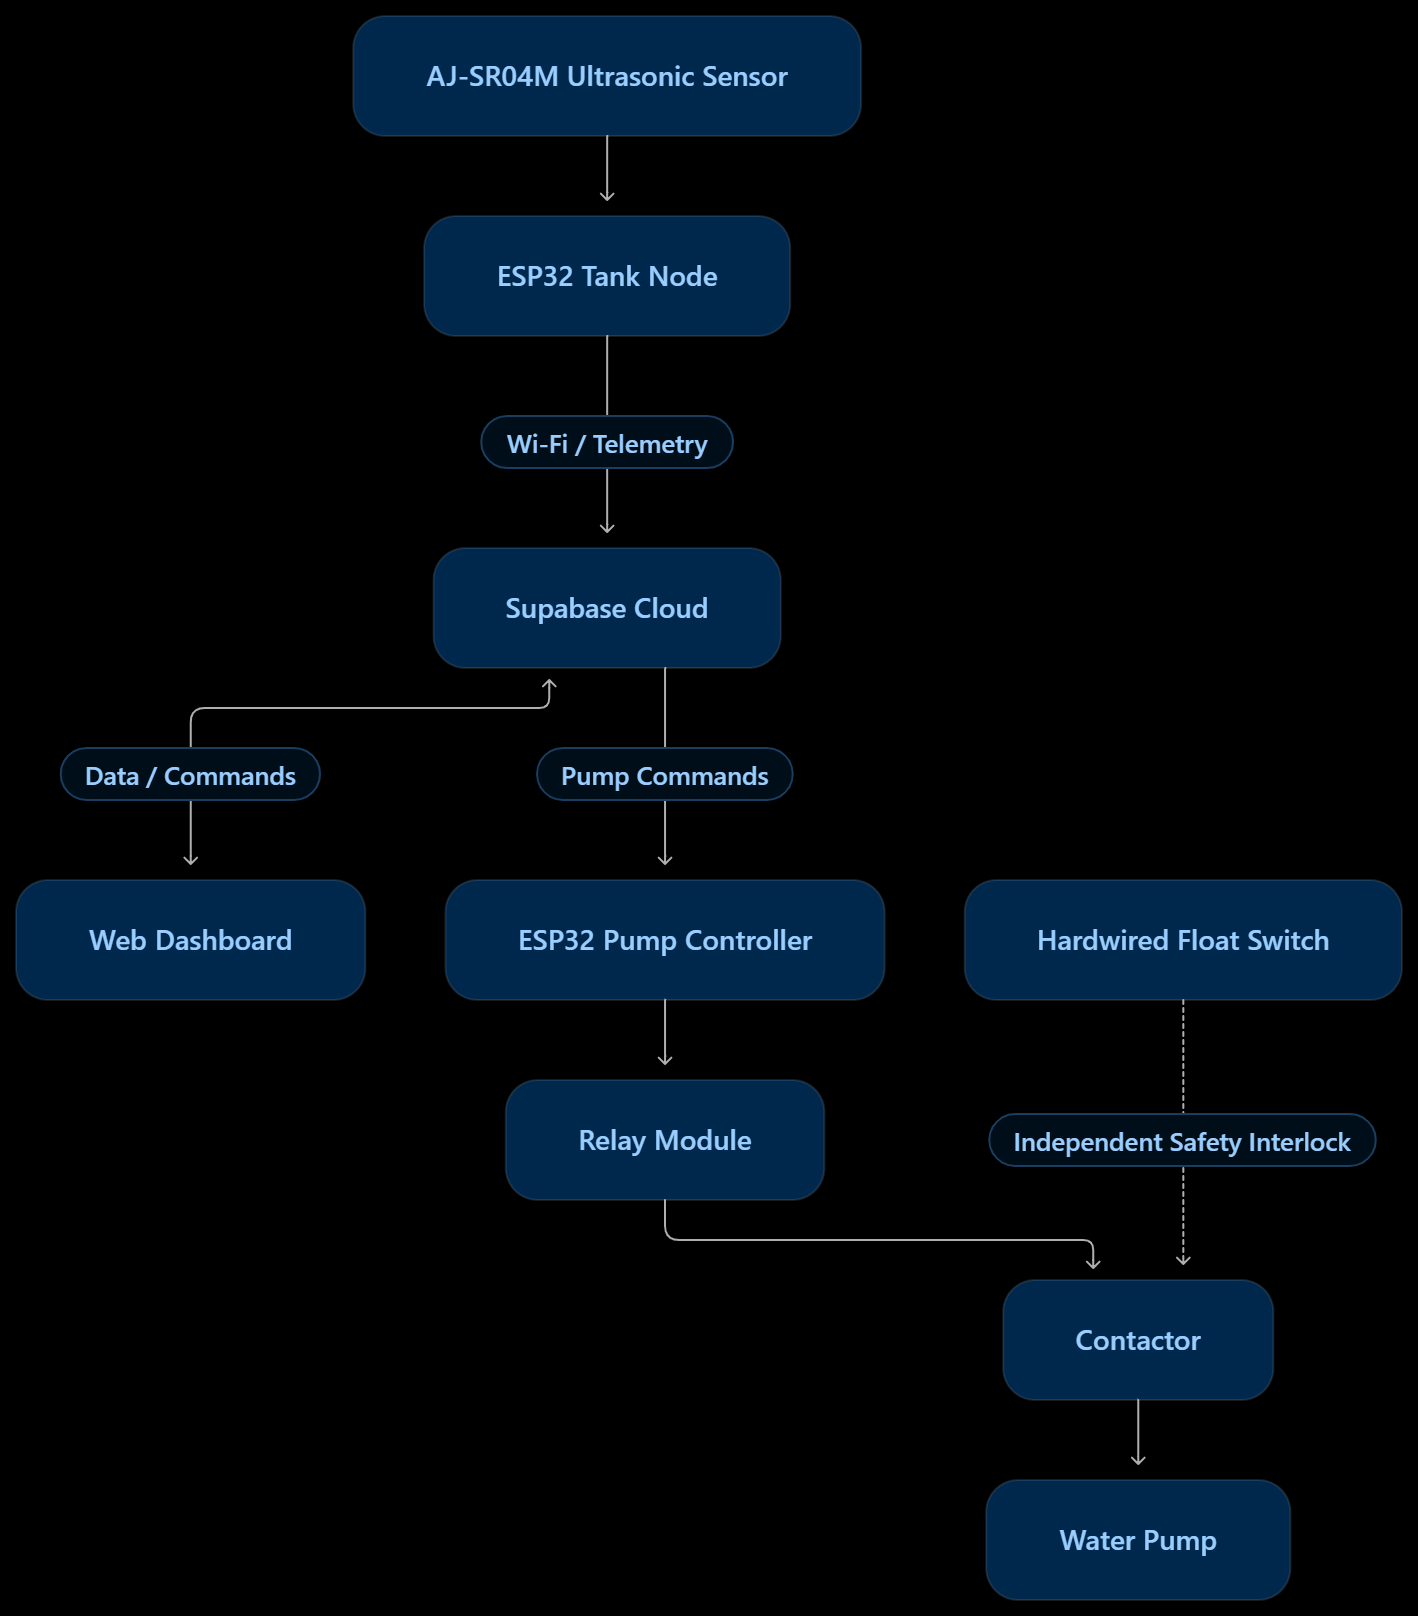 AJ-SR04M Ultrasonic Sensor
ESP32 Tank Node
Wi-Fi / Telemetry
Supabase Cloud
Data / Commands
Pump Commands
Web Dashboard
ESP32 Pump Controller
Hardwired Float Switch
Relay Module
Independent Safety Interlock
Contactor
Water Pump